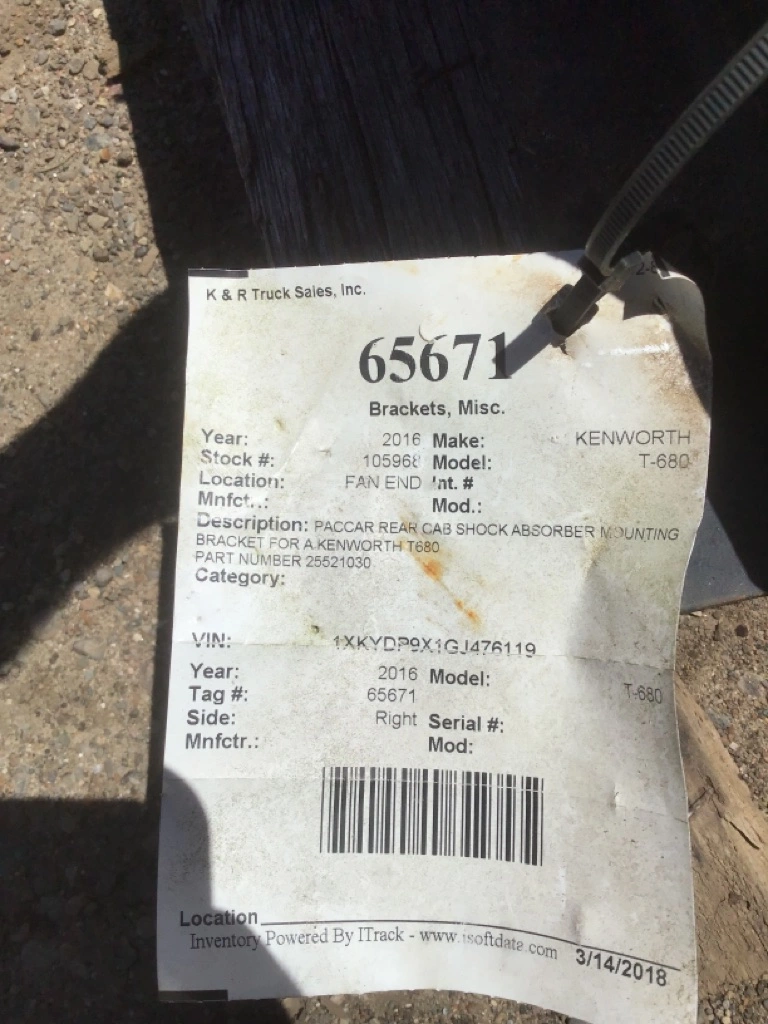 K & R Truck Sales, Inc.
65671
Brackets, Misc.
Year: 2016 Make: KENWORTH
Stock #: 105968 Model: T-680
Location: FAN END Int. #
Mnfct..: Mod.:
Description: PACCAR REAR CAB SHOCK ABSORBER MOUNTING
BRACKET FOR A KENWORTH T680
PART NUMBER 25521030
Category:
VIN: 1XKYDP9X1GJ476119
Year: 2016 Model: T-680
Tag #: 65671
Side: Right Serial #:
Mnfctr.: Mod:
Location
Inventory Powered By ITrack - www.isoftdata.com 3/14/2018